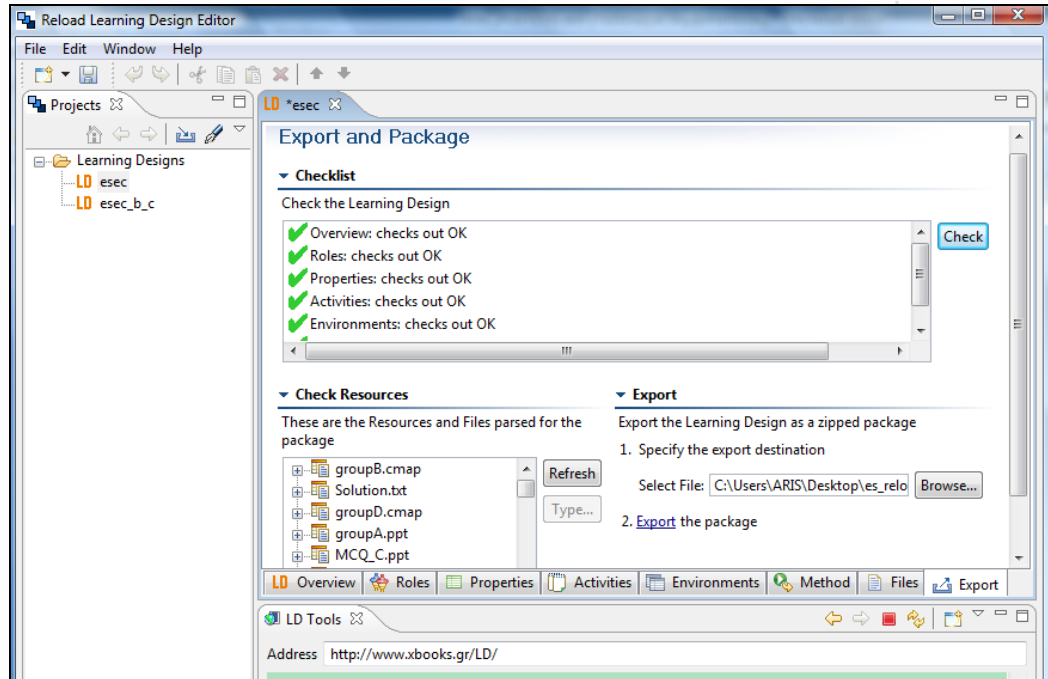 Reload Learning Design Editor
File Edit Window Help
Projects
LD *esec
Learning Designs
LD esec
LD esec_b_c
Export and Package
Checklist
Check the Learning Design
Overview: checks out OK
Roles: checks out OK
Properties: checks out OK
Activities: checks out OK
Environments: checks out OK
Check
Check Resources
These are the Resources and Files parsed for the
package
groupB.cmap
Solution.txt
groupD.cmap
groupA.ppt
MCQ_C.ppt
Refresh
Type...
Export
Export the Learning Design as a zipped package
1. Specify the export destination
Select File: C:\Users\ARIS\Desktop\es_relo Browse...
2. Export the package
LD Overview Roles Properties Activities Environments Method Files Export
LD Tools
Address http://www.xbooks.gr/LD/